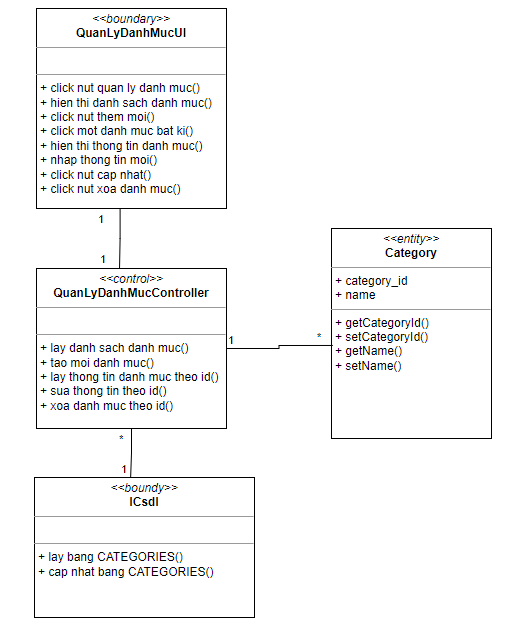 <<boundary>>
QuanLyDanhMucUI
+ click nut quan ly danh muc()
+ hien thi danh sach danh muc()
+ click nut them moi()
+ click mot danh muc bat ki()
+ hien thi thong tin danh muc()
+ nhap thong tin moi()
+ click nut cap nhat()
+ click nut xoa danh muc()
1
1
<<control>>
QuanLyDanhMucController
+ lay danh sach danh muc()
+ tao moi danh muc()
+ lay thong tin danh muc theo id()
+ sua thong tin theo id()
+ xoa danh muc theo id()
1
*
<<entity>>
Category
+ category_id
+ name
+ getCategoryId()
+ setCategoryId()
+ getName()
+ setName()
*
1
<<boundy>>
ICsdl
+ lay bang CATEGORIES()
+ cap nhat bang CATEGORIES()